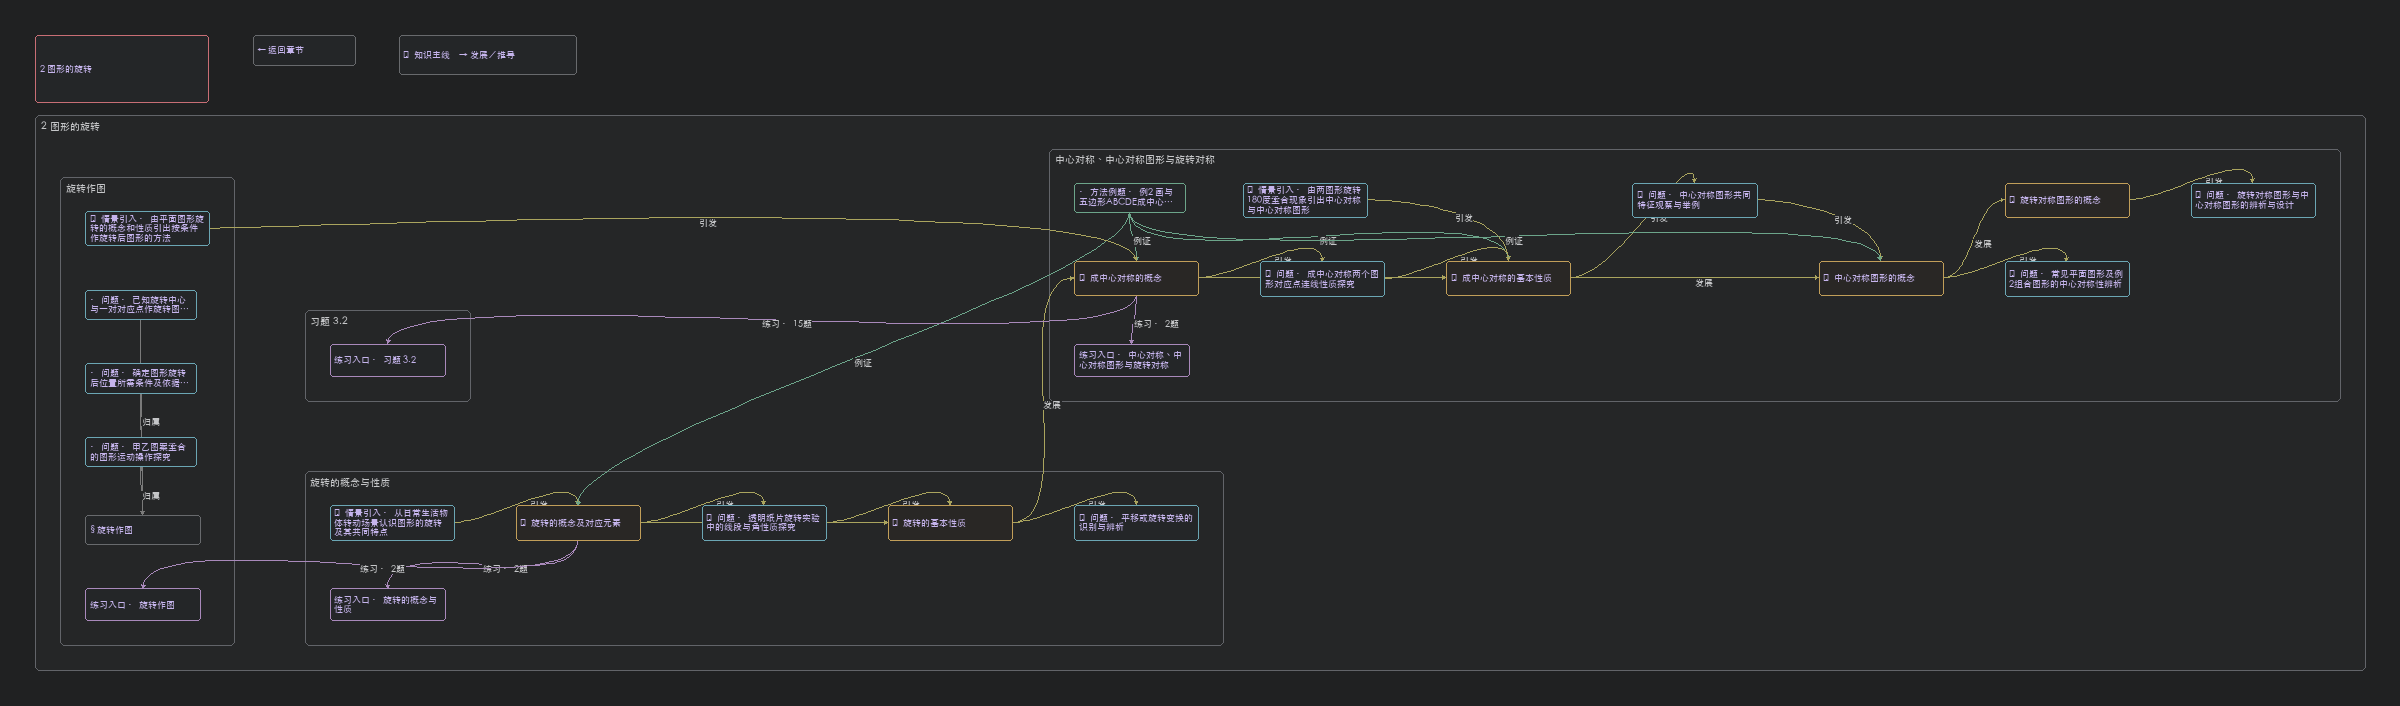 2 图形的旋转
← 返回章节
知识主线 → 发展／推导
2 图形的旋转
旋转作图
情景引入 · 由平面图形旋
转的概念和性质引出按条件
作旋转后图形的方法
· 问题 · 已知旋转中心
与一对对应点作旋转图…
· 问题 · 确定图形旋转
后位置所需条件及依据…
归属
· 问题 · 甲乙图案重合
的图形运动操作探究
归属
§ 旋转作图
练习入口 · 旋转作图
习题 3.2
练习入口 · 习题 3.2
中心对称、中心对称图形与旋转对称
· 方法例题 · 例2 画与
五边形ABCDE成中心…
情景引入 · 由两图形旋转
180度重合现象引出中心对称
与中心对称图形
问题 · 中心对称图形共同
特征观察与举例
旋转对称图形的概念
问题 · 旋转对称图形与中
心对称图形的辨析与设计
引发
引发
引发
引发
引发
例证
例证
例证
发展
引发
引发
引发
成中心对称的概念
问题 · 成中心对称两个图
形对应点连线性质探究
成中心对称的基本性质
发展
中心对称图形的概念
问题 · 常见平面图形及例
2组合图形的中心对称性辨析
练习 · 15题
练习 · 2题
练习入口 · 中心对称、中
心对称图形与旋转对称
例证
发展
旋转的概念与性质
引发
引发
引发
引发
情景引入 · 从日常生活物
体转动场景认识图形的旋转
及其共同特点
旋转的概念及对应元素
问题 · 透明纸片旋转实验
中的线段与角性质探究
旋转的基本性质
问题 · 平移或旋转变换的
识别与辨析
练习 · 2题
练习 · 2题
练习入口 · 旋转的概念与
性质